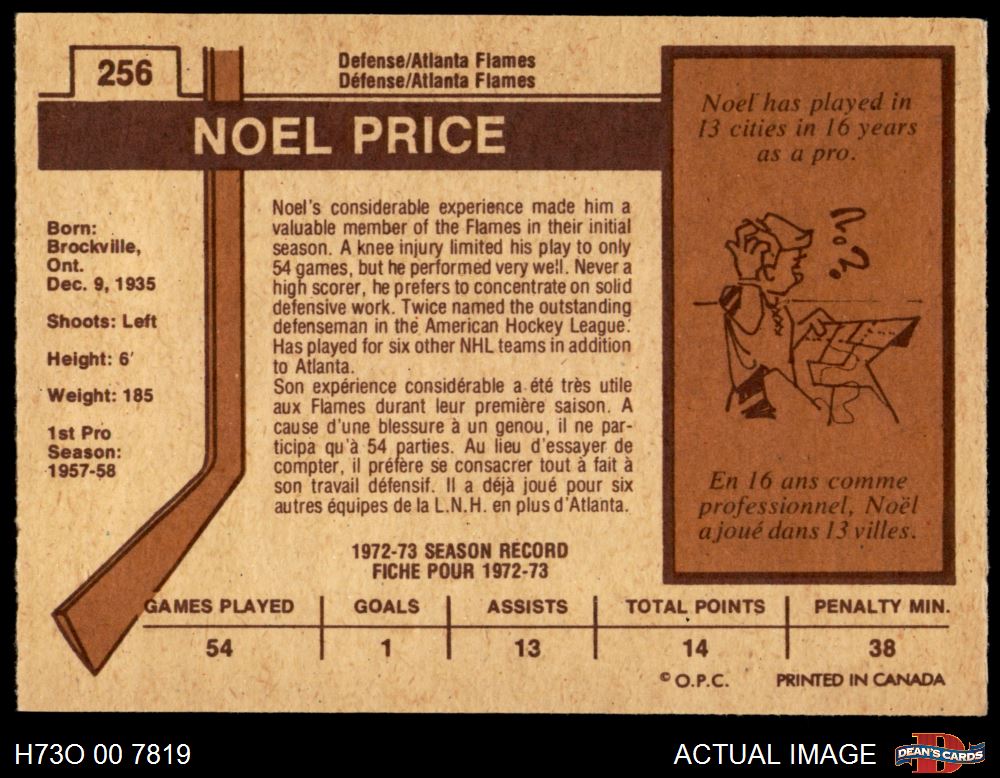 256
Defense/Atlanta Flames
Défense/Atlanta Flames
NOEL PRICE
Born:
Brockville,
Ont.
Dec. 9, 1935
Shoots: Left
Height: 6′
Weight: 185
1st Pro
Season:
1957-58
Noel's considerable experience made him a
valuable member of the Flames in their initial
season. A knee injury limited his play to only
54 games, but he performed very well. Never a
high scorer, he prefers to concentrate on solid
defensive work. Twice named the outstanding
defenseman in the American Hockey League.
Has played for six other NHL teams in addition
to Atlanta.
Son expérience considérable a été très utile
aux Flames durant leur première saison. A
cause d'une blessure à un genou, il ne par-
ticipa qu'à 54 parties. Au lieu d'essayer de
compter, il préfère se consacrer tout à fait à
son travail défensif. Il a déjà joué pour six
autres équipes de la L.N.H. en plus d'Atlanta.
Noel has played in
13 cities in 16 years
as a pro.
En 16 ans comme
professionnel, Noël
a joué dans 13 villes.
1972-73 SEASON RECORD
FICHE POUR 1972-73
GAMES PLAYED GOALS ASSISTS TOTAL POINTS PENALTY MIN.
54 1 13 14 38
© O.P.C. PRINTED IN CANADA
H73O 00 7819 ACTUAL IMAGE DEAN'S CARDS